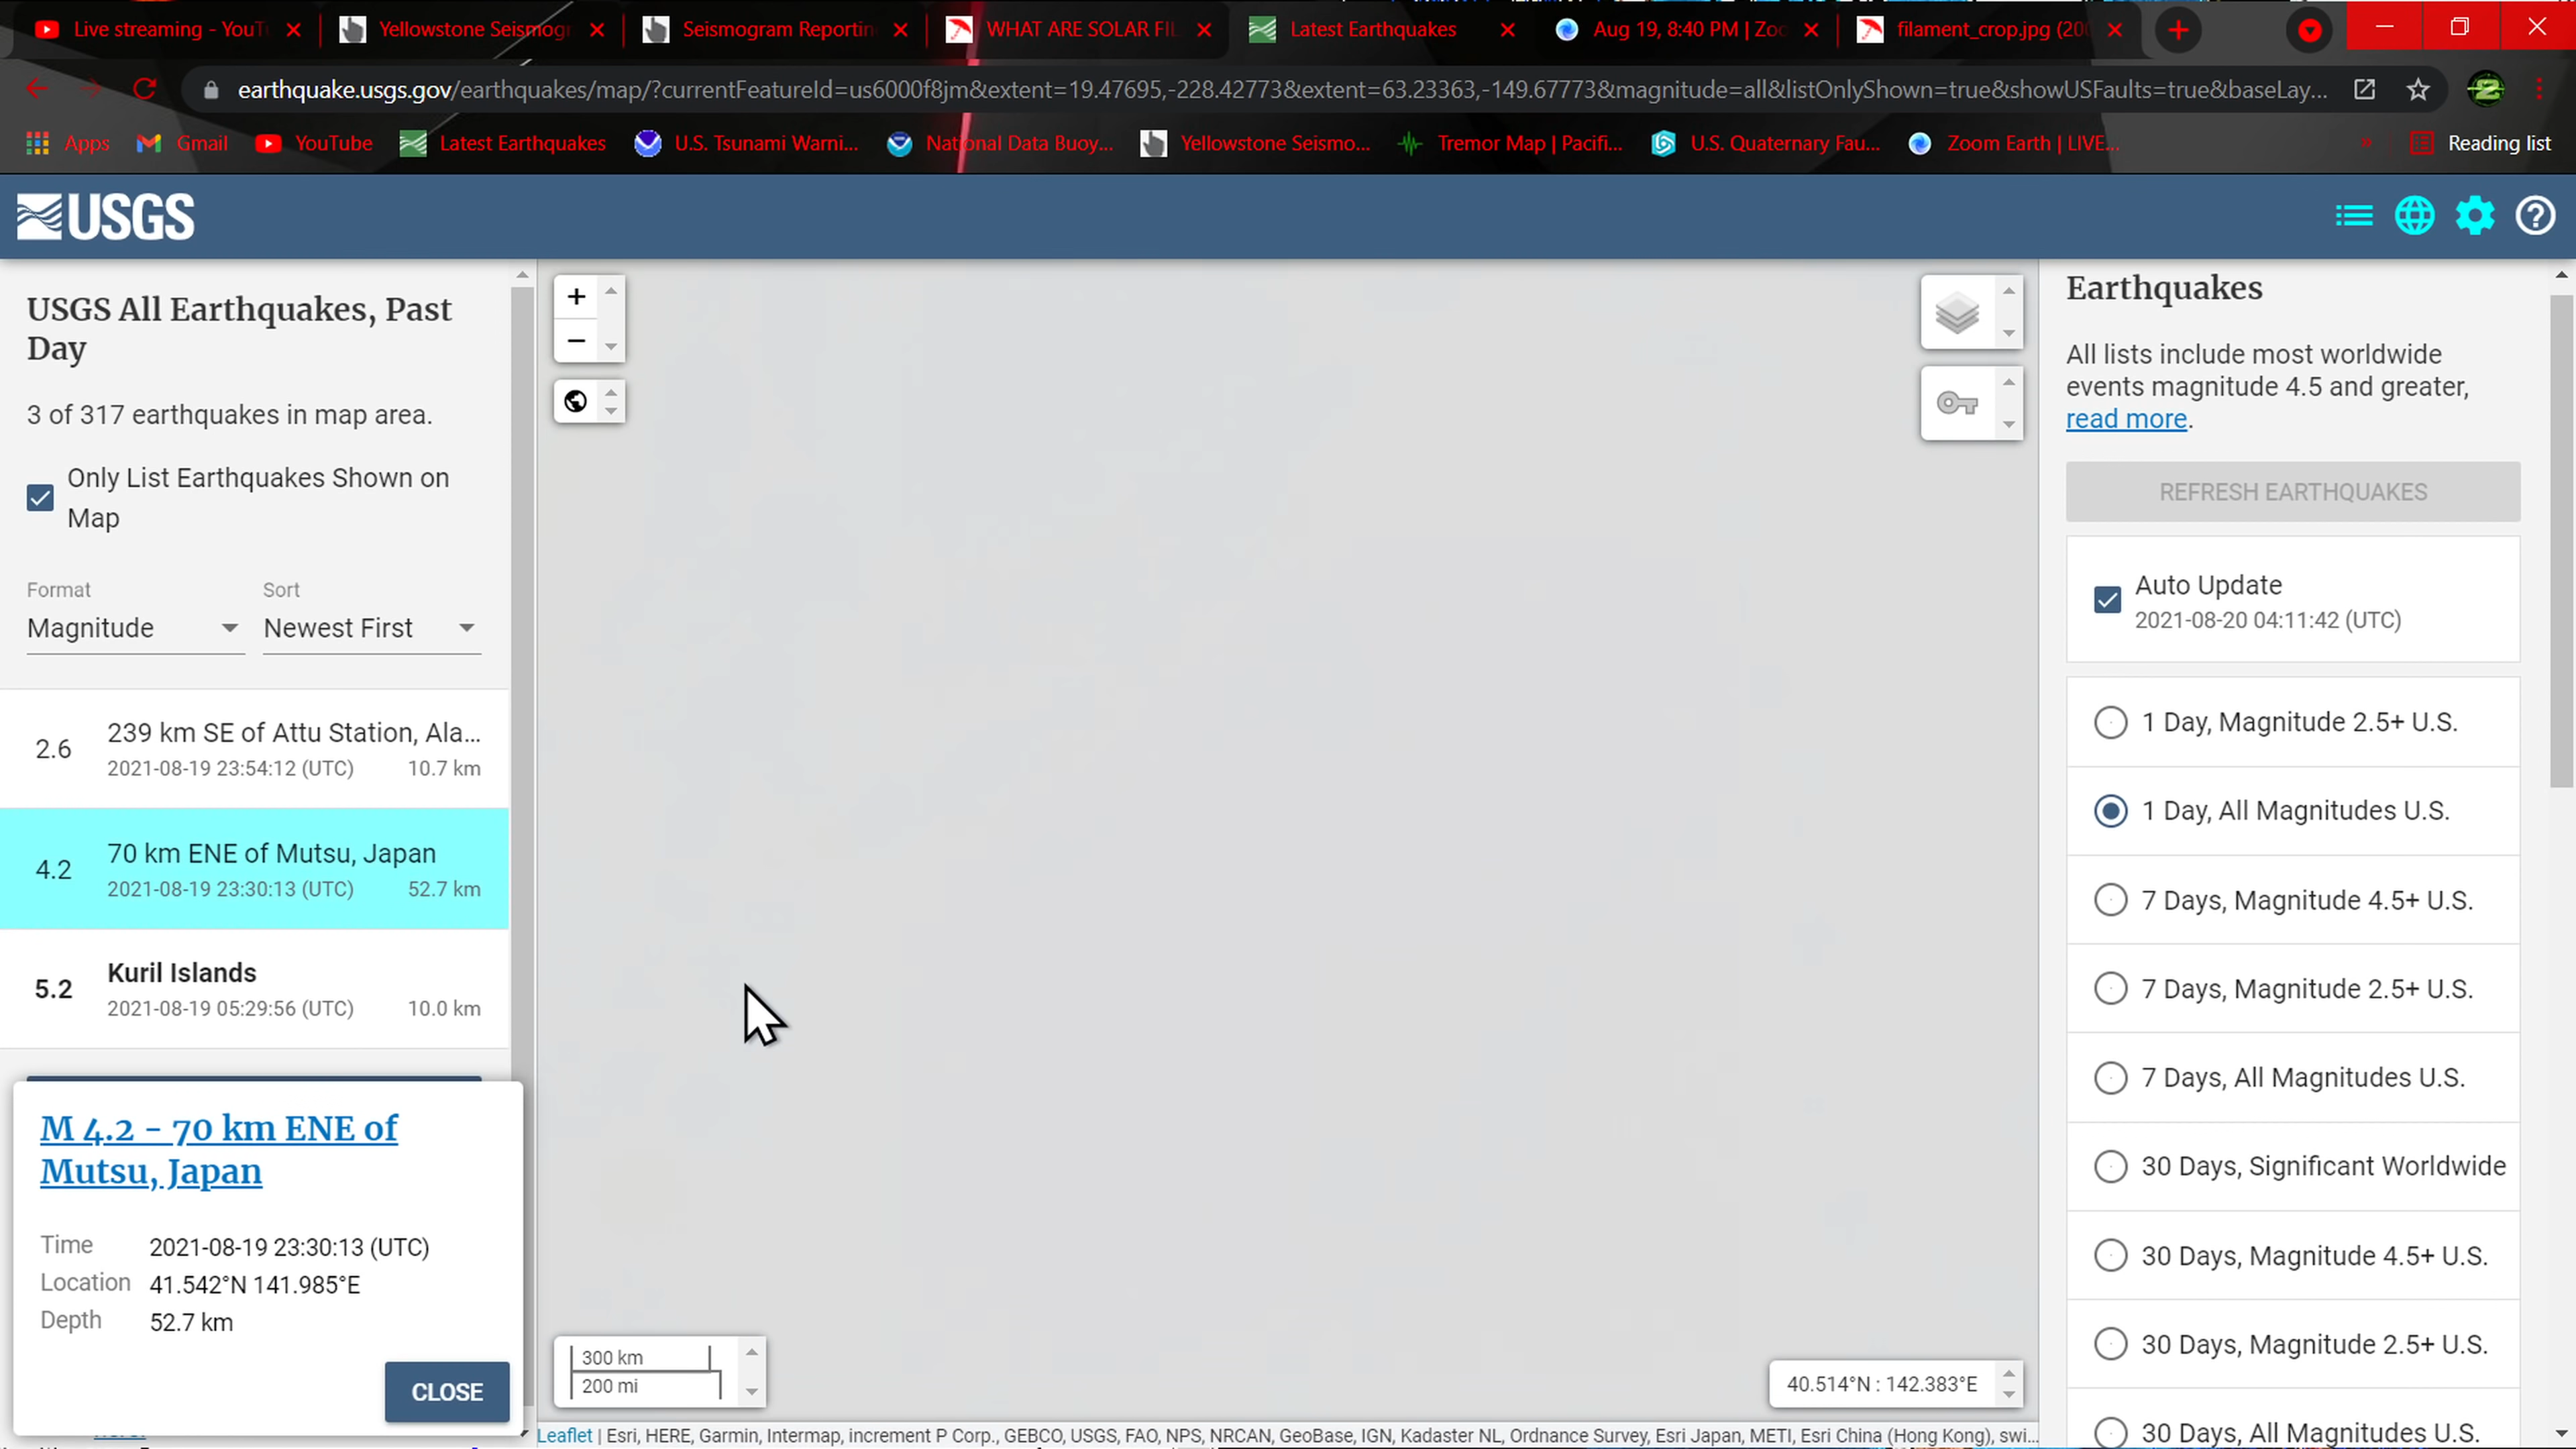 Live streaming - YouT
Yellowstone Seismogr
Seismogram Reportin
WHAT ARE SOLAR FIL
Latest Earthquakes
Aug 19, 8:40 PM | Zoo
filament_crop.jpg (200
earthquake.usgs.gov/earthquakes/map/?currentFeatureId=us6000f8jm&extent=19.47695,-228.42773&extent=63.23363,-149.67773&magnitude=all&listOnlyShown=true&showUSFaults=true&baseLay...
Apps
Gmail
YouTube
Latest Earthquakes
U.S. Tsunami Warni...
National Data Buoy...
Yellowstone Seismo...
Tremor Map | Pacifi...
U.S. Quaternary Fau...
Zoom Earth | LIVE...
Reading list
USGS
USGS All Earthquakes, Past
Day
3 of 317 earthquakes in map area.
Only List Earthquakes Shown on
Map
Format
Sort
Magnitude
Newest First
2.6
239 km SE of Attu Station, Ala...
2021-08-19 23:54:12 (UTC) 10.7 km
4.2
70 km ENE of Mutsu, Japan
2021-08-19 23:30:13 (UTC) 52.7 km
5.2
Kuril Islands
2021-08-19 05:29:56 (UTC) 10.0 km
M 4.2 - 70 km ENE of
Mutsu, Japan
Time 2021-08-19 23:30:13 (UTC)
Location 41.542°N 141.985°E
Depth 52.7 km
CLOSE
+
−
300 km
200 mi
40.514°N : 142.383°E
Leaflet | Esri, HERE, Garmin, Intermap, increment P Corp., GEBCO, USGS, FAO, NPS, NRCAN, GeoBase, IGN, Kadaster NL, Ordnance Survey, Esri Japan, METI, Esri China (Hong Kong), swi...
Earthquakes
All lists include most worldwide
events magnitude 4.5 and greater,
read more.
REFRESH EARTHQUAKES
Auto Update
2021-08-20 04:11:42 (UTC)
1 Day, Magnitude 2.5+ U.S.
1 Day, All Magnitudes U.S.
7 Days, Magnitude 4.5+ U.S.
7 Days, Magnitude 2.5+ U.S.
7 Days, All Magnitudes U.S.
30 Days, Significant Worldwide
30 Days, Magnitude 4.5+ U.S.
30 Days, Magnitude 2.5+ U.S.
30 Days, All Magnitudes U.S.